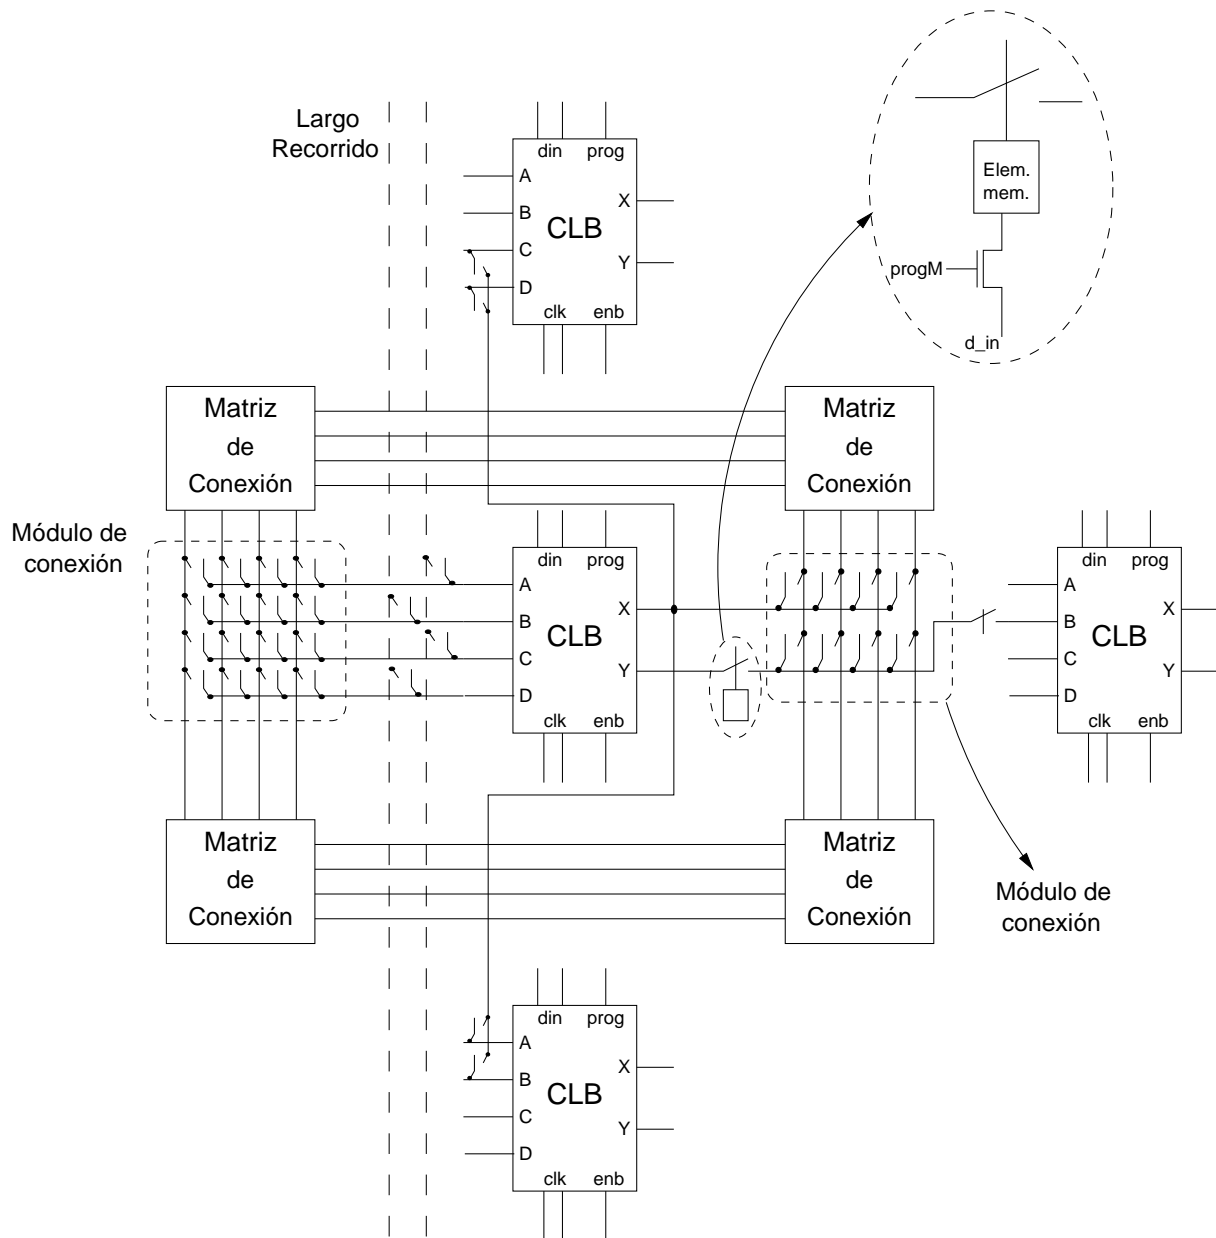 Largo
Recorrido
din prog
A
B
C
D
CLB
X
Y
clk enb
Elem.
mem.
progM
d_in
Matriz
de
Conexión
Matriz
de
Conexión
Módulo de
conexión
din prog
A
B
C
D
CLB
X
Y
clk enb
din prog
A
B
C
D
CLB
X
Y
clk enb
Matriz
de
Conexión
Matriz
de
Conexión
Módulo de
conexión
din prog
A
B
C
D
CLB
X
Y
clk enb